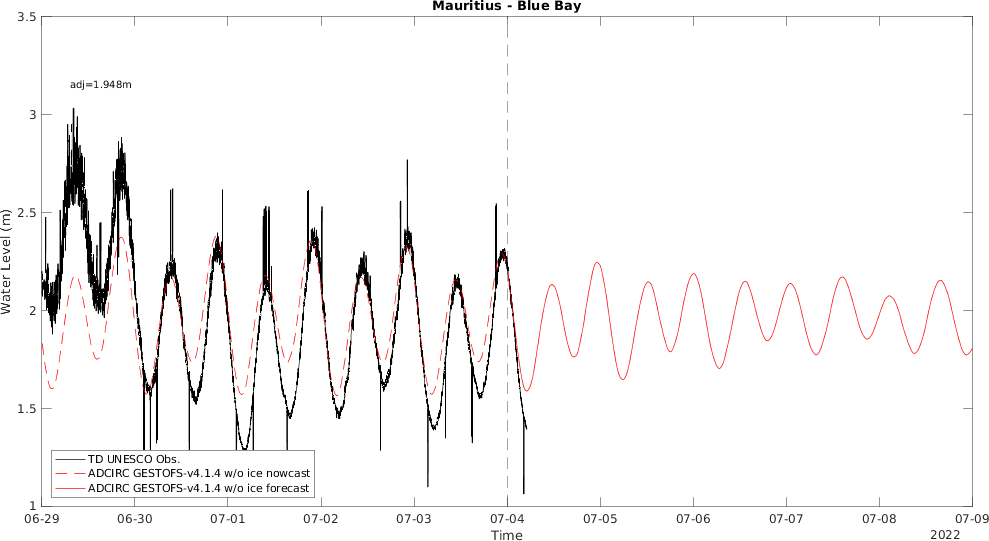 Mauritius - Blue Bay
3.5
adj=1.948m
3
2.5
2
1.5
1
Water Level (m)
TD UNESCO Obs.
ADCIRC GESTOFS-v4.1.4 w/o ice nowcast
ADCIRC GESTOFS-v4.1.4 w/o ice forecast
06-29 06-30 07-01 07-02 07-03 07-04 07-05 07-06 07-07 07-08 07-09
Time
2022